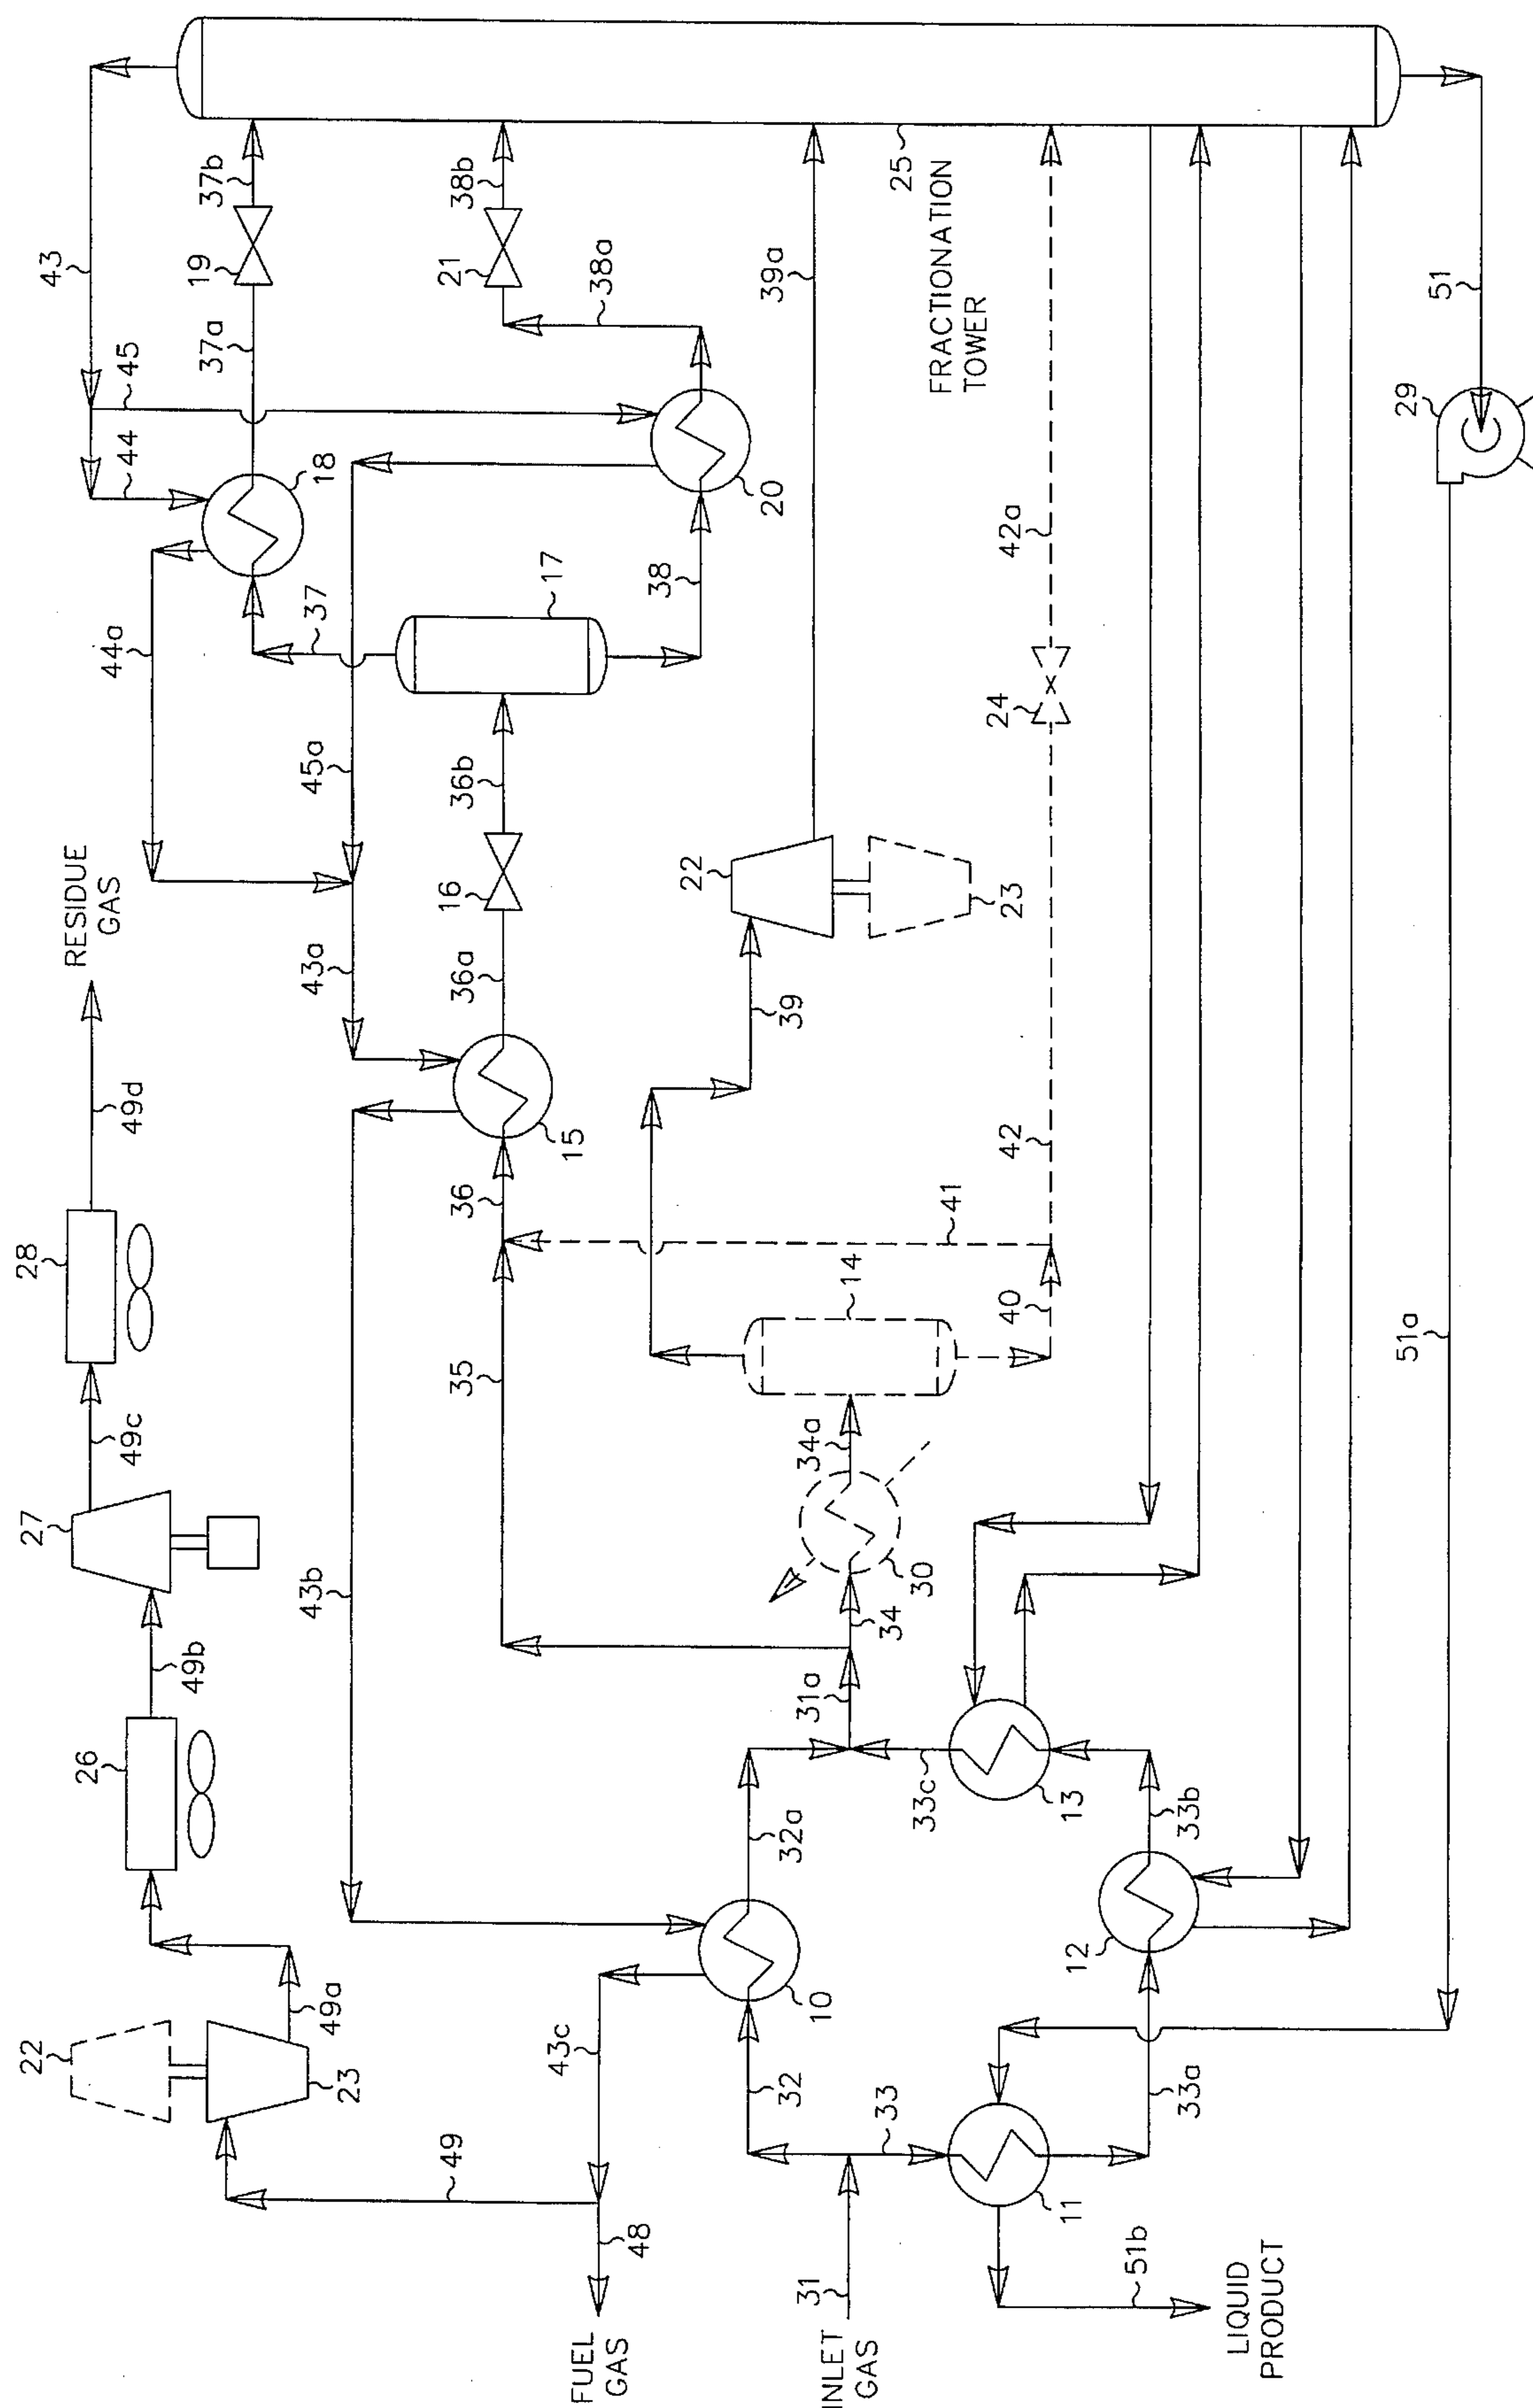 22
23
49a
26
49b
27
49c
28
49d
RESIDUE
GAS
44a
43
44
45
18
37a
19
37b
49
48
FUEL
GAS
43c
43b
43a
45a
37
35
36
15
36a
16
36b
17
38
20
38a
21
38b
INLET
GAS
31
32
33
10
32a
31a
34
30
34a
14
40
41
39
22
23
39a
25
FRACTIONATION
TOWER
42
24
42a
11
33a
12
33b
13
33c
51b
LIQUID
PRODUCT
51a
29
51